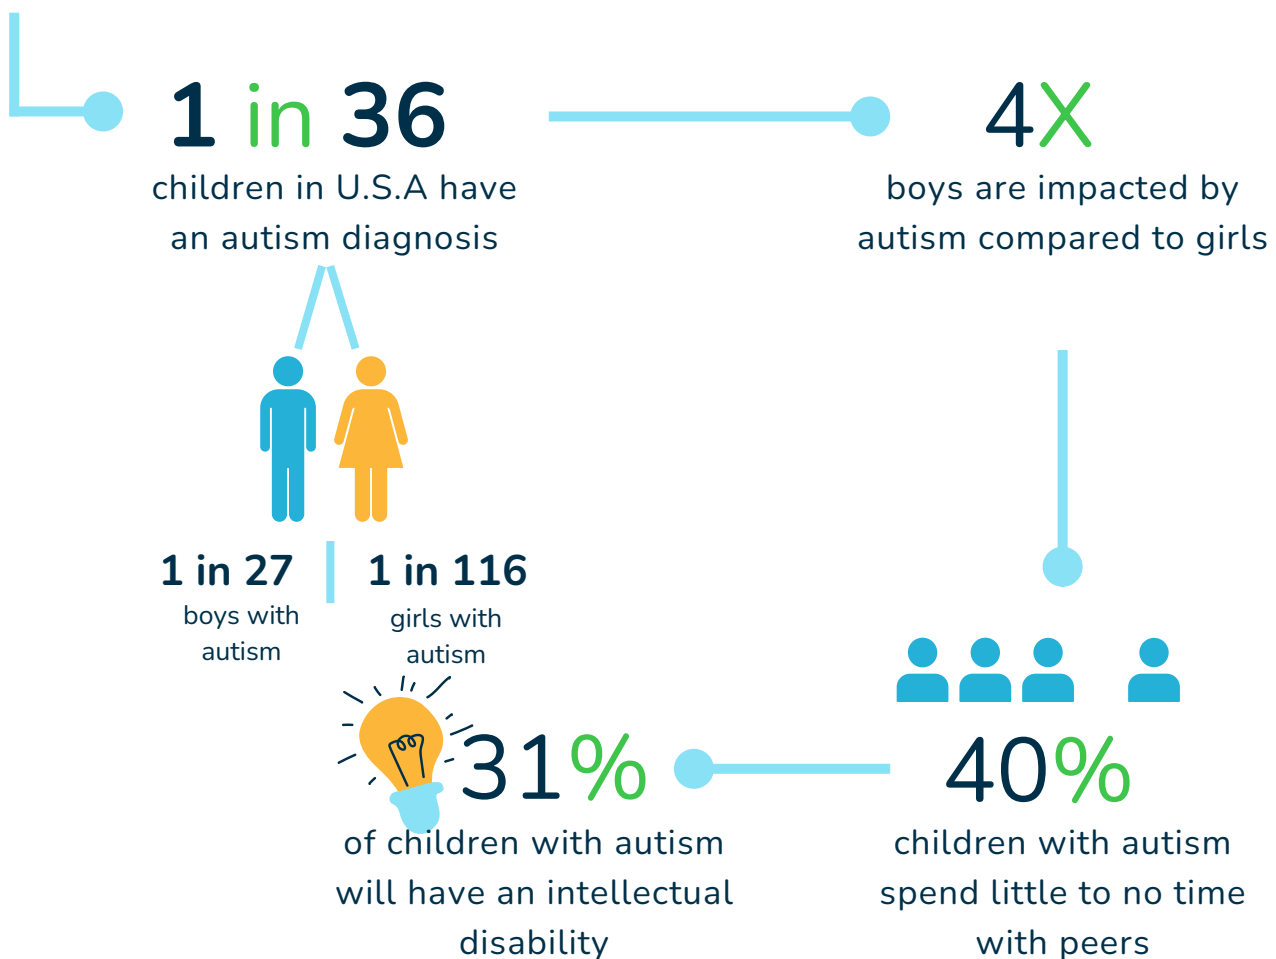 1 in 36
children in U.S.A have
an autism diagnosis
4X
boys are impacted by
autism compared to girls
1 in 27
boys with
autism
1 in 116
girls with
autism
40%
children with autism
spend little to no time
with peers
31%
of children with autism
will have an intellectual
disability